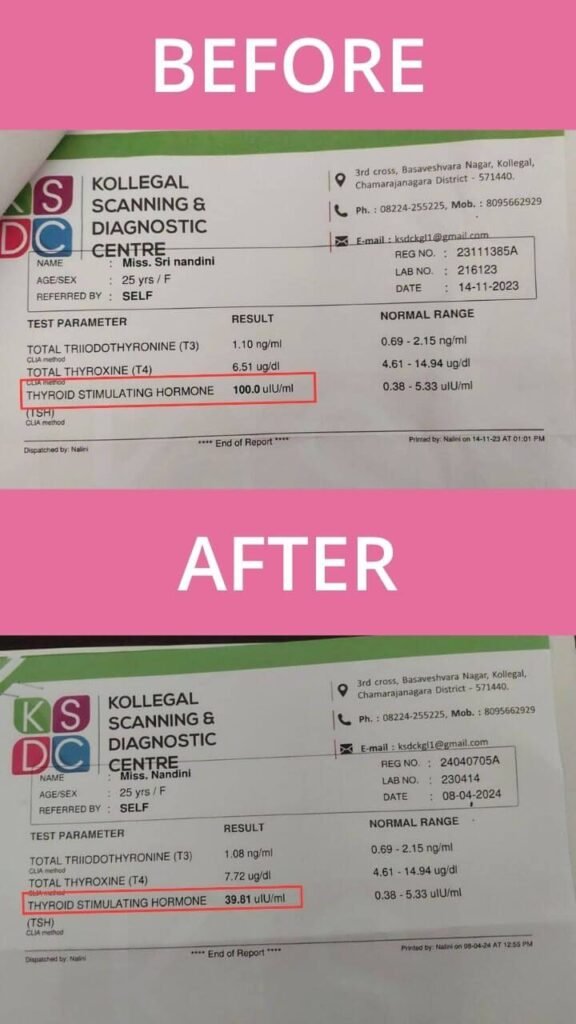 BEFORE
KS
DC
KOLLEGAL
SCANNING &
DIAGNOSTIC
CENTRE
3rd cross, Basaveshvara Nagar, Kollegal,
Chamarajanagara District - 571440.
Ph. : 08224-255225, Mob. : 8095662929
E-mail : ksdckgl1@gmail.com
NAME : Miss. Sri nandini
AGE/SEX : 25 yrs / F
REFERRED BY : SELF
REG NO. : 23111385A
LAB NO. : 216123
DATE : 14-11-2023
TEST PARAMETER RESULT NORMAL RANGE
TOTAL TRIIODOTHYRONINE (T3) 1.10 ng/ml 0.69 - 2.15 ng/ml
CLIA method
TOTAL THYROXINE (T4) 6.51 ug/dl 4.61 - 14.94 ug/dl
CLIA method
THYROID STIMULATING HORMONE 100.0 uIU/ml 0.38 - 5.33 uIU/ml
(TSH)
CLIA method
**** End of Report ****
Dispatched by: Nalini Printed by: Nalini on 14-11-23 AT 01:01 PM
AFTER
KS
DC
KOLLEGAL
SCANNING &
DIAGNOSTIC
CENTRE
3rd cross, Basaveshvara Nagar, Kollegal,
Chamarajanagara District - 571440.
Ph. : 08224-255225, Mob. : 8095662929
E-mail : ksdckgl1@gmail.com
NAME : Miss. Nandini
AGE/SEX : 25 yrs / F
REFERRED BY : SELF
REG NO. : 24040705A
LAB NO. : 230414
DATE : 08-04-2024
TEST PARAMETER RESULT NORMAL RANGE
TOTAL TRIIODOTHYRONINE (T3) 1.08 ng/ml 0.69 - 2.15 ng/ml
CLIA method
TOTAL THYROXINE (T4) 7.72 ug/dl 4.61 - 14.94 ug/dl
CLIA method
THYROID STIMULATING HORMONE 39.81 uIU/ml 0.38 - 5.33 uIU/ml
(TSH)
CLIA method
**** End of Report ****
Dispatched by: Nalini Printed by: Nalini on 08-04-24 AT 12:55 PM